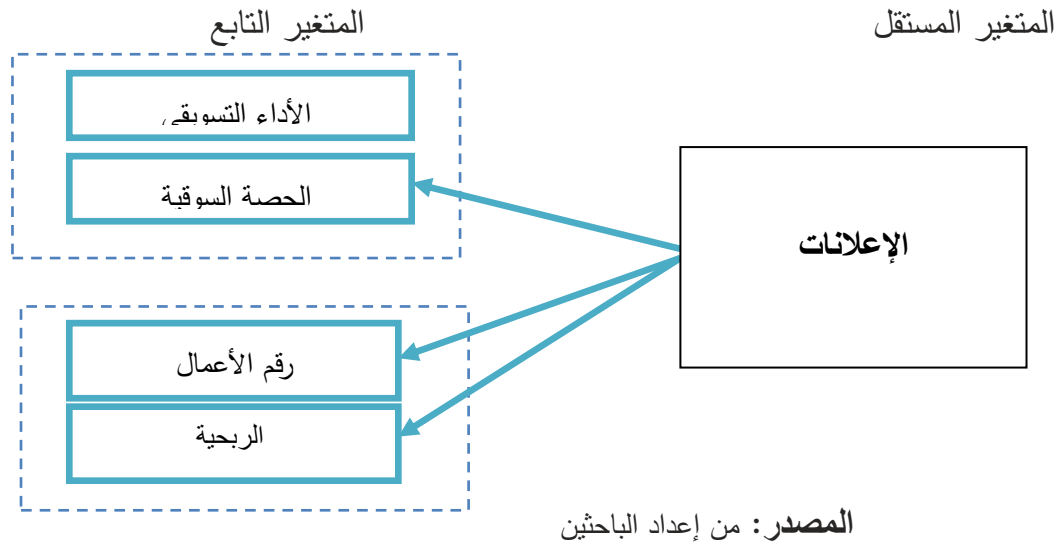 المتغير المستقل
المتغير التابع
الأداء التسويقي
الحصة السوقية
الإعلانات
رقم الأعمال
الربحية
المصدر: من إعداد الباحثين